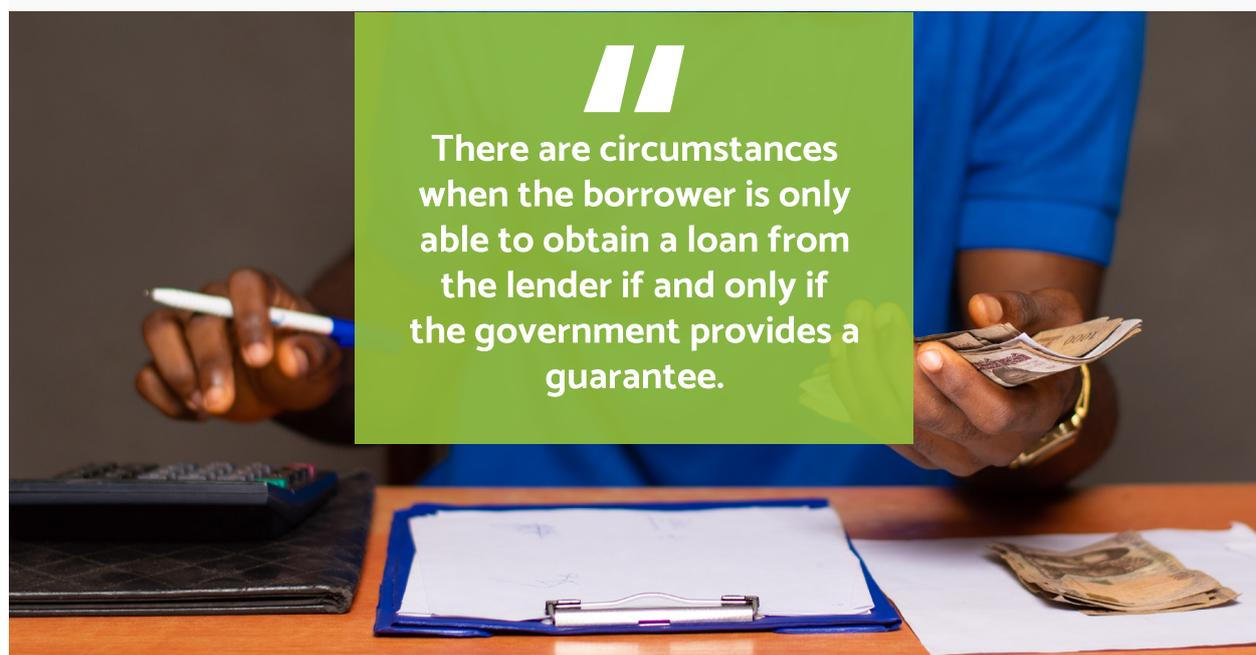 "
There are circumstances
when the borrower is only
able to obtain a loan from
the lender if and only if
the government provides a
guarantee.
1000